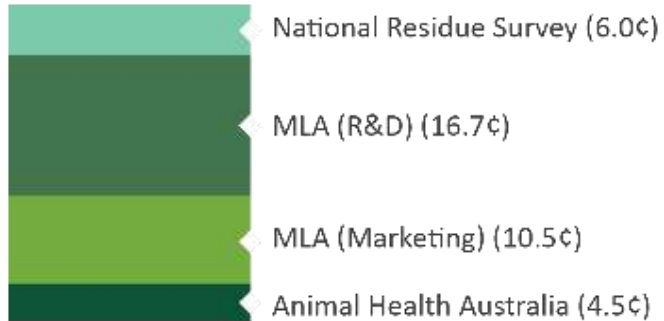 National Residue Survey (6.0¢)
MLA (R&D) (16.7¢)
MLA (Marketing) (10.5¢)
Animal Health Australia (4.5¢)